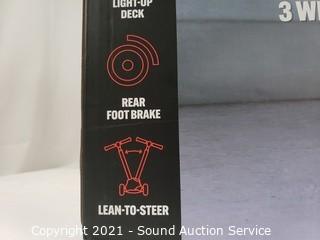 LIGHT-UP
DECK
3 W
REAR
FOOT BRAKE
LEAN-TO-STEER
Copyright 2021 - Sound Auction Service